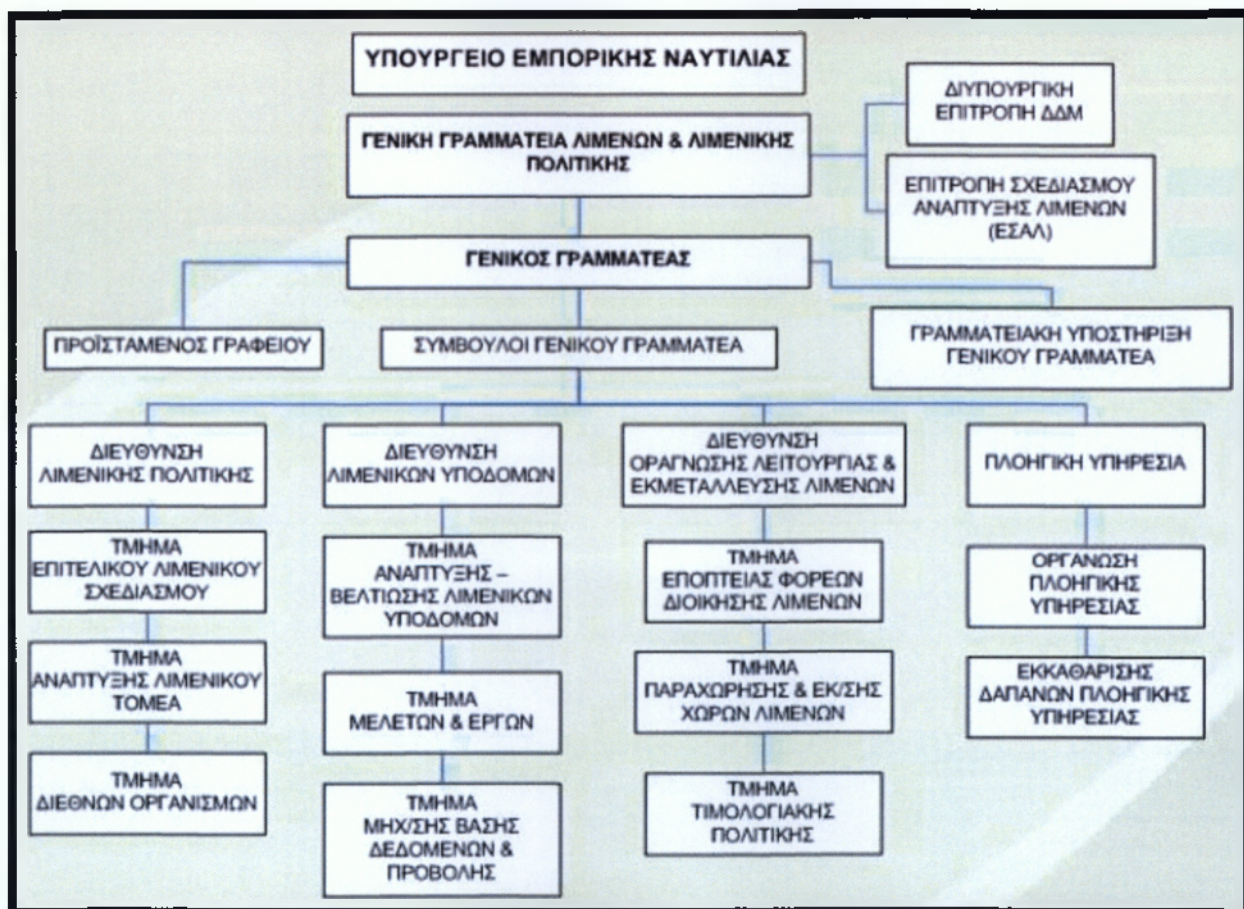 ΥΠΟΥΡΓΕΙΟ ΕΜΠΟΡΙΚΗΣ ΝΑΥΤΙΛΙΑΣ
ΓΕΝΙΚΗ ΓΡΑΜΜΑΤΕΙΑ ΛΙΜΕΝΩΝ & ΛΙΜΕΝΙΚΗΣ
ΠΟΛΙΤΙΚΗΣ
ΔΙΥΠΟΥΡΓΙΚΗ
ΕΠΙΤΡΟΠΗ ΔΔΜ
ΕΠΙΤΡΟΠΗ ΣΧΕΔΙΑΣΜΟΥ
ΑΝΑΠΤΥΞΗΣ ΛΙΜΕΝΩΝ
(ΕΣΑΛ)
ΓΕΝΙΚΟΣ ΓΡΑΜΜΑΤΕΑΣ
ΠΡΟΪΣΤΑΜΕΝΟΣ ΓΡΑΦΕΙΟΥ
ΣΥΜΒΟΥΛΟΙ ΓΕΝΙΚΟΥ ΓΡΑΜΜΑΤΕΑ
ΓΡΑΜΜΑΤΕΙΑΚΗ ΥΠΟΣΤΗΡΙΞΗ
ΓΕΝΙΚΟΥ ΓΡΑΜΜΑΤΕΑ
ΔΙΕΥΘΥΝΣΗ
ΛΙΜΕΝΙΚΗΣ ΠΟΛΙΤΙΚΗΣ
ΤΜΗΜΑ
ΕΠΙΤΕΛΙΚΟΥ ΛΙΜΕΝΙΚΟΥ
ΣΧΕΔΙΑΣΜΟΥ
ΤΜΗΜΑ
ΑΝΑΠΤΥΞΗΣ ΛΙΜΕΝΙΚΟΥ
ΤΟΜΕΑ
ΤΜΗΜΑ
ΔΙΕΘΝΩΝ ΟΡΓΑΝΙΣΜΩΝ
ΔΙΕΥΘΥΝΣΗ
ΛΙΜΕΝΙΚΩΝ ΥΠΟΔΟΜΩΝ
ΤΜΗΜΑ
ΑΝΑΠΤΥΞΗΣ –
ΒΕΛΤΙΩΣΗΣ ΛΙΜΕΝΙΚΩΝ
ΥΠΟΔΟΜΩΝ
ΤΜΗΜΑ
ΜΕΛΕΤΩΝ & ΕΡΓΩΝ
ΤΜΗΜΑ
ΜΗΧ/ΣΗΣ ΒΑΣΗΣ
ΔΕΔΟΜΕΝΩΝ &
ΠΡΟΒΟΛΗΣ
ΔΙΕΥΘΥΝΣΗ
ΟΡΑΓΝΩΣΗΣ ΛΕΙΤΟΥΡΓΙΑΣ &
ΕΚΜΕΤΑΛΛΕΥΣΗΣ ΛΙΜΕΝΩΝ
ΤΜΗΜΑ
ΕΠΟΠΤΕΙΑΣ ΦΟΡΕΩΝ
ΔΙΟΙΚΗΣΗΣ ΛΙΜΕΝΩΝ
ΤΜΗΜΑ
ΠΑΡΑΧΩΡΗΣΗΣ & ΕΚ/ΣΗΣ
ΧΩΡΩΝ ΛΙΜΕΝΩΝ
ΤΜΗΜΑ
ΤΙΜΟΛΟΓΙΑΚΗΣ
ΠΟΛΙΤΙΚΗΣ
ΠΛΟΗΓΙΚΗ ΥΠΗΡΕΣΙΑ
ΟΡΓΑΝΩΣΗ
ΠΛΟΗΓΙΚΗΣ
ΥΠΗΡΕΣΙΑΣ
ΕΚΚΑΘΑΡΙΣΗΣ
ΔΑΠΑΝΩΝ ΠΛΟΗΓΙΚΗΣ
ΥΠΗΡΕΣΙΑΣ